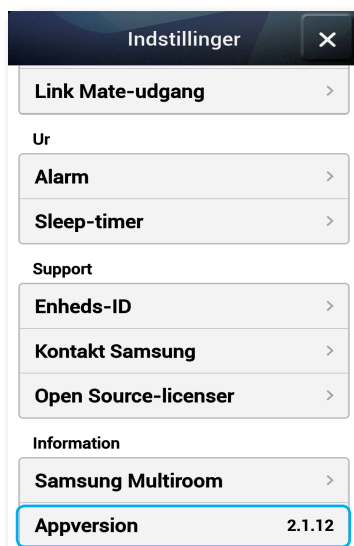 Indstillinger
Link Mate-udgang
Ur
Alarm
Sleep-timer
Support
Enheds-ID
Kontakt Samsung
Open Source-licenser
Information
Samsung Multiroom
Appversion 2.1.12